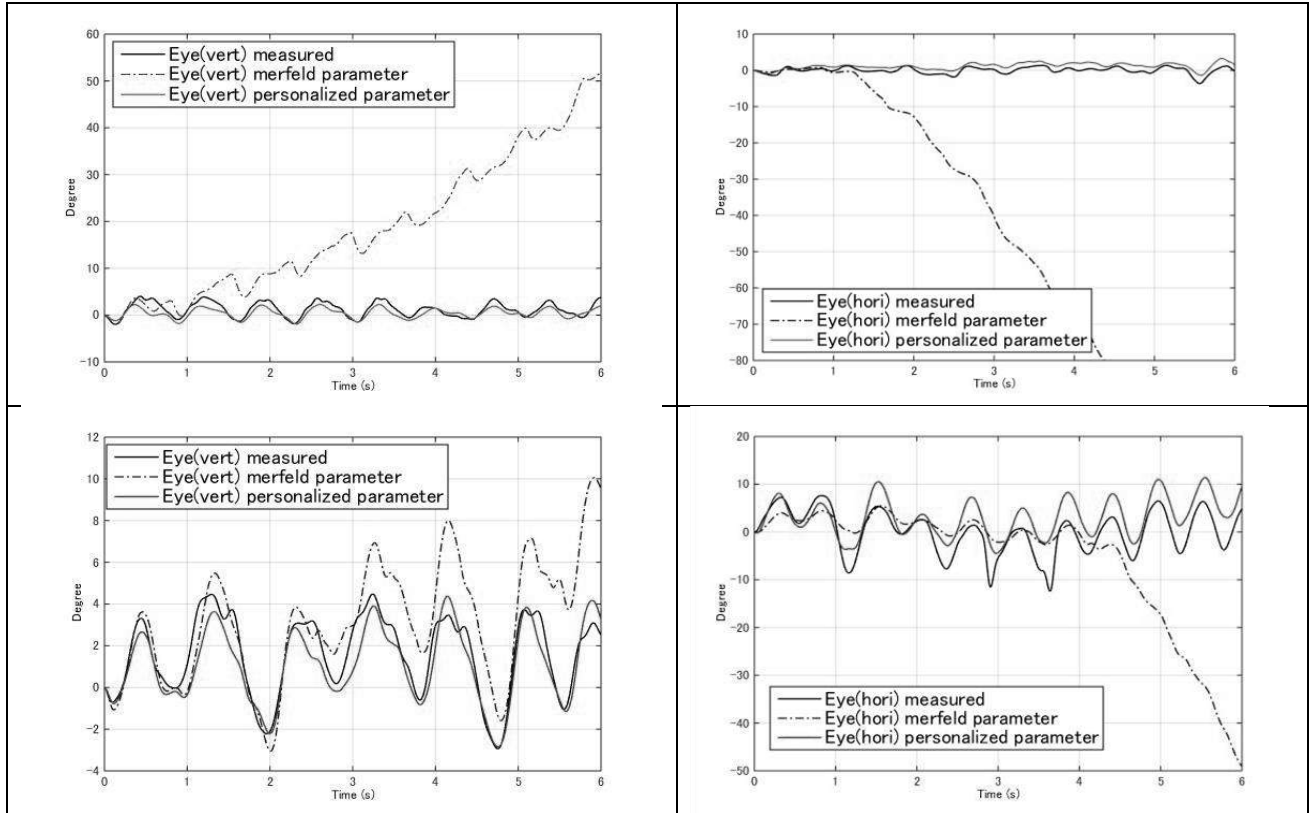 60
50
40
30
20
10
0
-10
Degree
Eye(vert) measured
Eye(vert) merfeld parameter
Eye(vert) personalized parameter
0 1 2 3 4 5 6
Time (s)
10
0
-10
-20
-30
-40
-50
-60
-70
-80
Degree
Eye(hori) measured
Eye(hori) merfeld parameter
Eye(hori) personalized parameter
0 1 2 3 4 5 6
Time (s)
12
10
8
6
4
2
0
-2
-4
Degree
Eye(vert) measured
Eye(vert) merfeld parameter
Eye(vert) personalized parameter
0 1 2 3 4 5 6
Time (s)
20
10
0
-10
-20
-30
-40
-50
Degree
Eye(hori) measured
Eye(hori) merfeld parameter
Eye(hori) personalized parameter
0 1 2 3 4 5 6
Time (s)